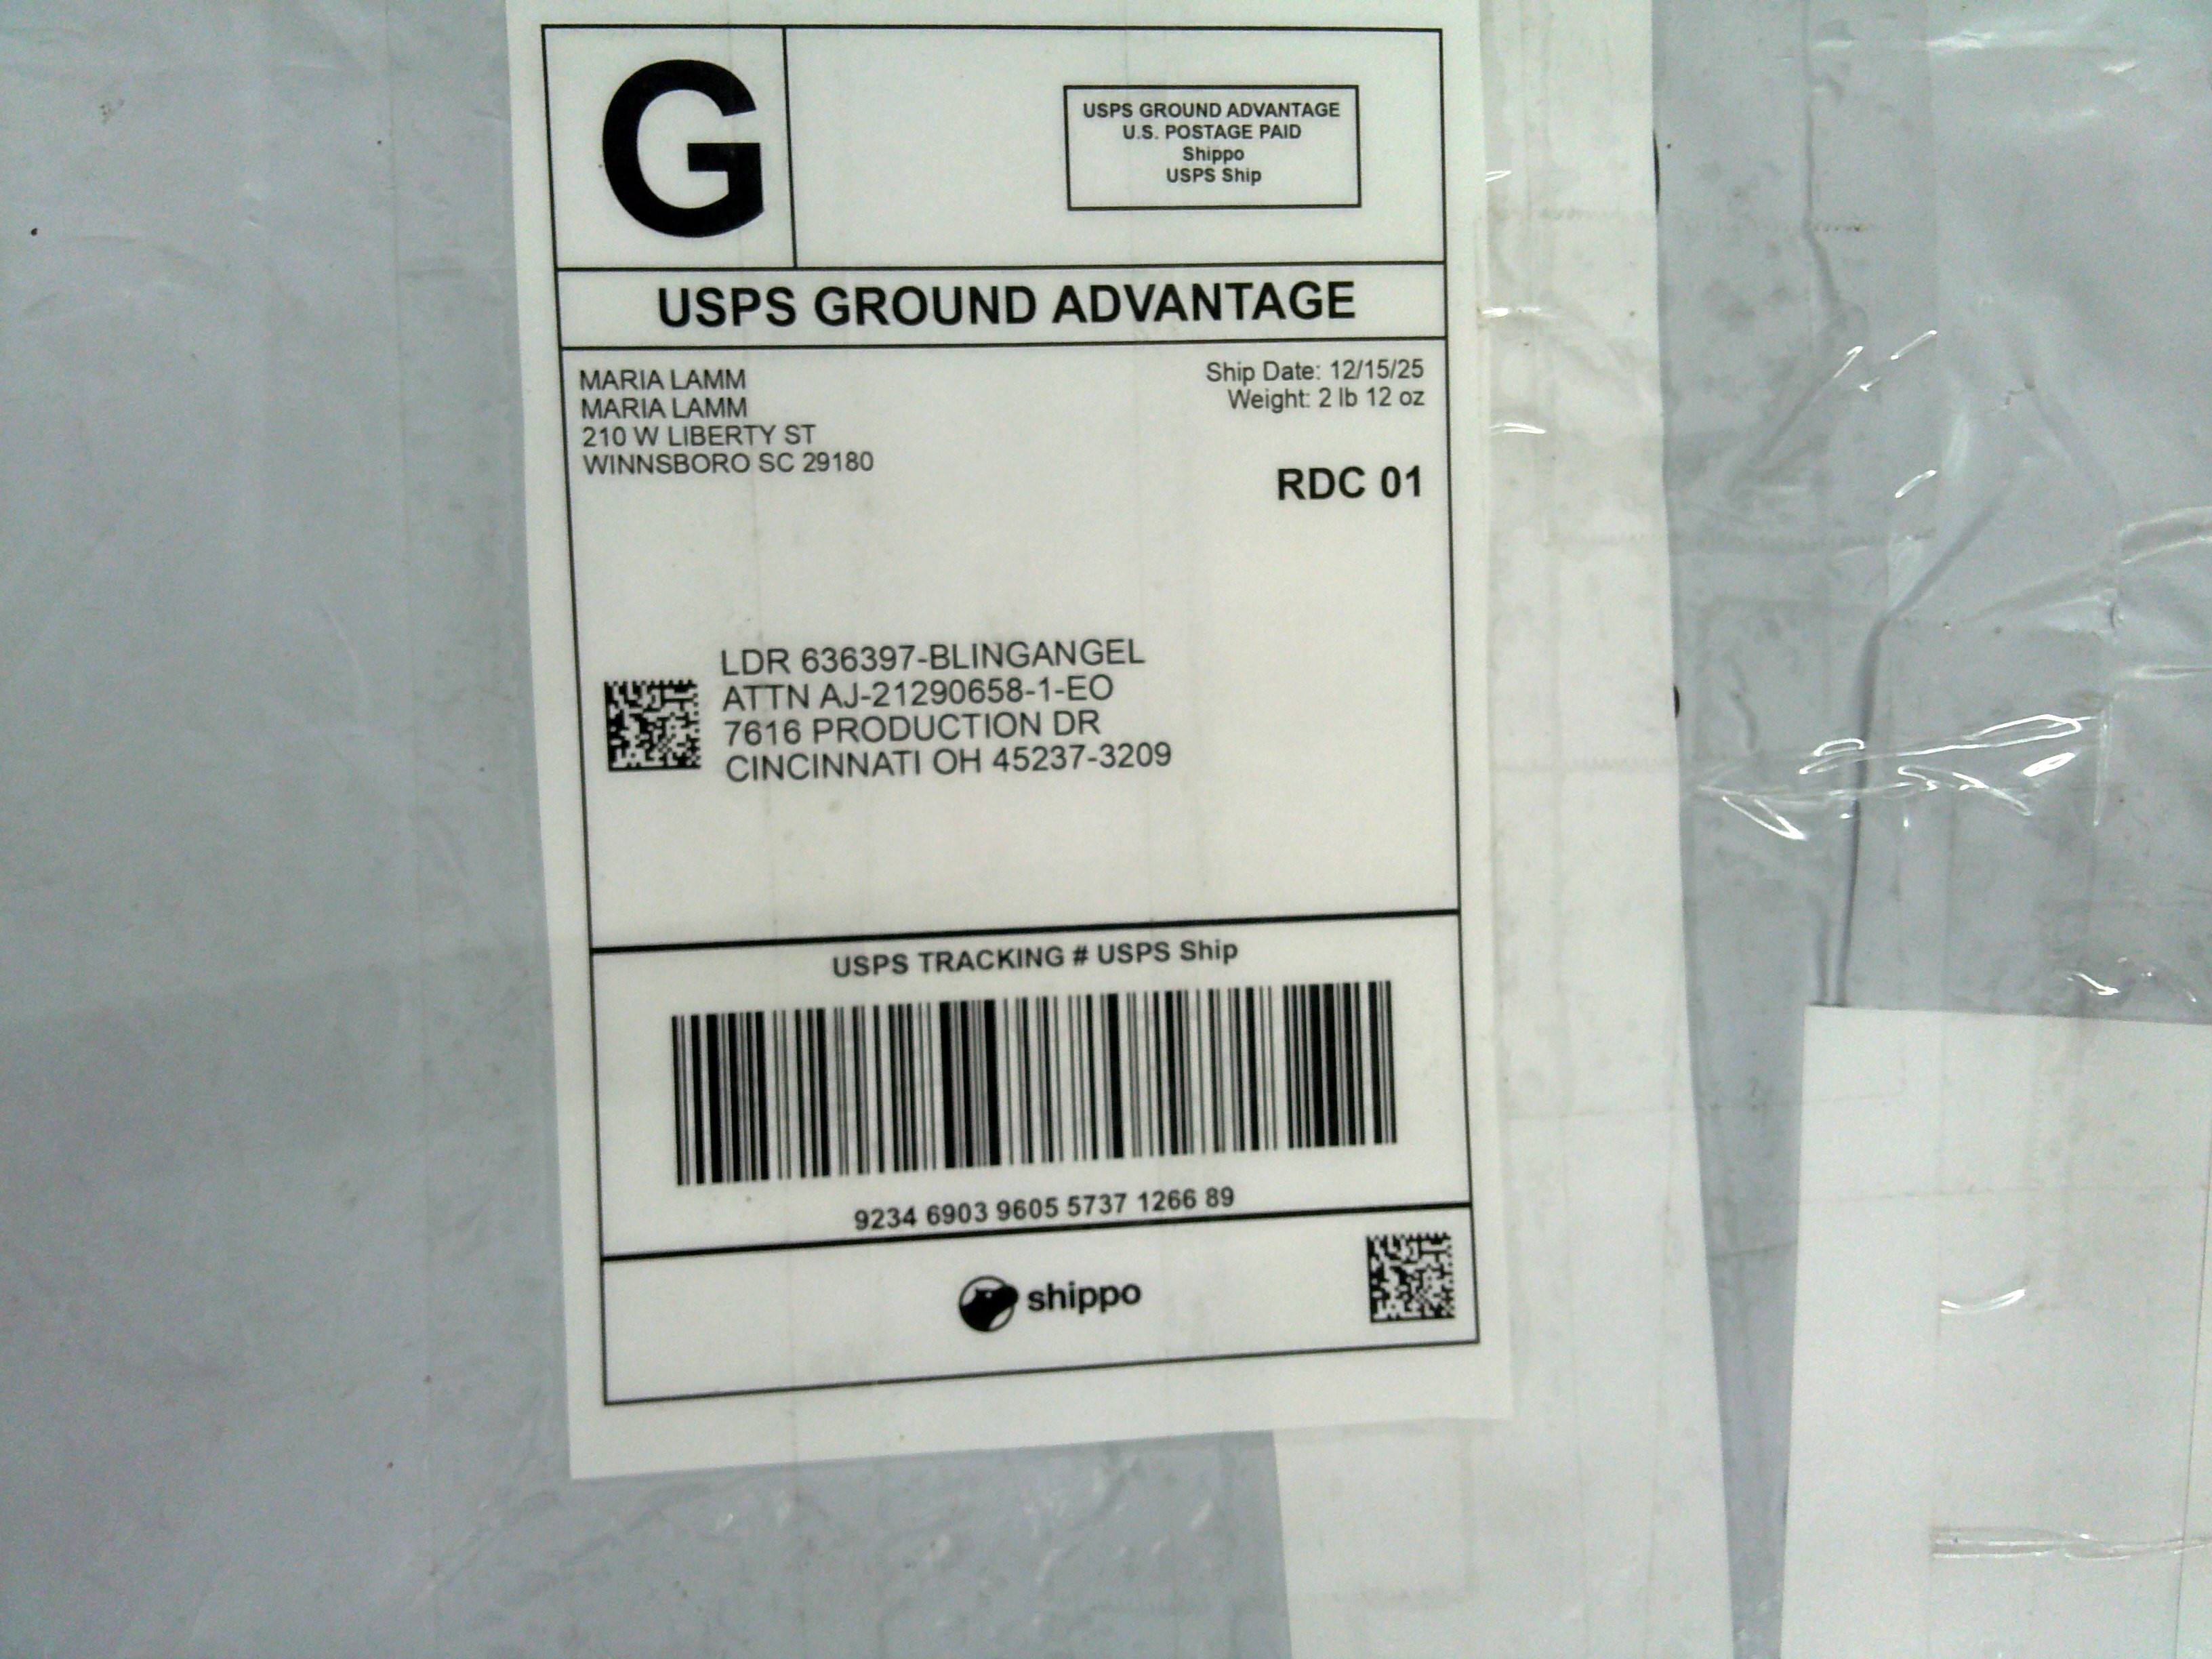 G
USPS GROUND ADVANTAGE
U.S. POSTAGE PAID
Shippo
USPS Ship
USPS GROUND ADVANTAGE
MARIA LAMM
MARIA LAMM
210 W LIBERTY ST
WINNSBORO SC 29180
Ship Date: 12/15/25
Weight: 2 lb 12 oz
RDC 01
LDR 636397-BLINGANGEL
ATTN AJ-21290658-1-EO
7616 PRODUCTION DR
CINCINNATI OH 45237-3209
USPS TRACKING # USPS Ship
9234 6903 9605 5737 1266 89
shippo